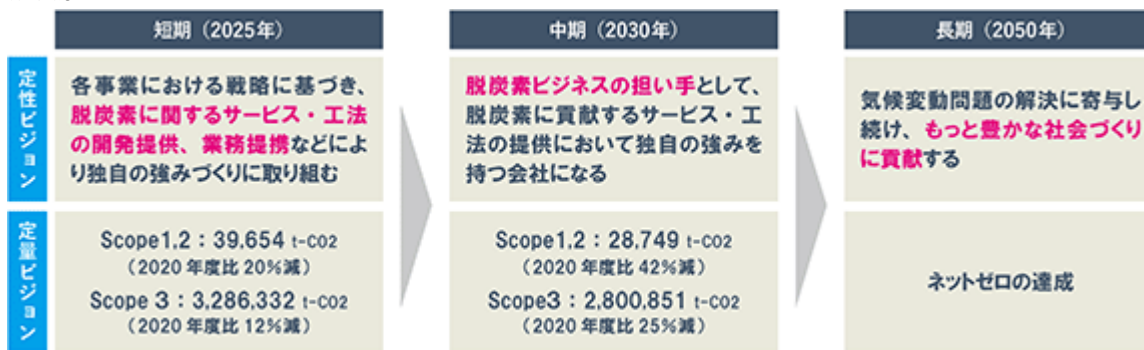 短期（2025年）
中期（2030年）
長期（2050年）
定性ビジョン
各事業における戦略に基づき、
脱炭素に関するサービス・工法
の開発提供、業務提携などによ
り独自の強みづくりに取り組む
脱炭素ビジネスの担い手として、
脱炭素に貢献するサービス・工
法の提供において独自の強みを
持つ会社になる
気候変動問題の解決に寄与し
続け、もっと豊かな社会づくり
に貢献する
定量ビジョン
Scope1,2：39,654 t-CO2
（2020年度比20%減）
Scope 3：3,286,332 t-CO2
（2020年度比12%減）
Scope1,2：28,749 t-CO2
（2020年度比42%減）
Scope3：2,800,851 t-CO2
（2020年度比25%減）
ネットゼロの達成